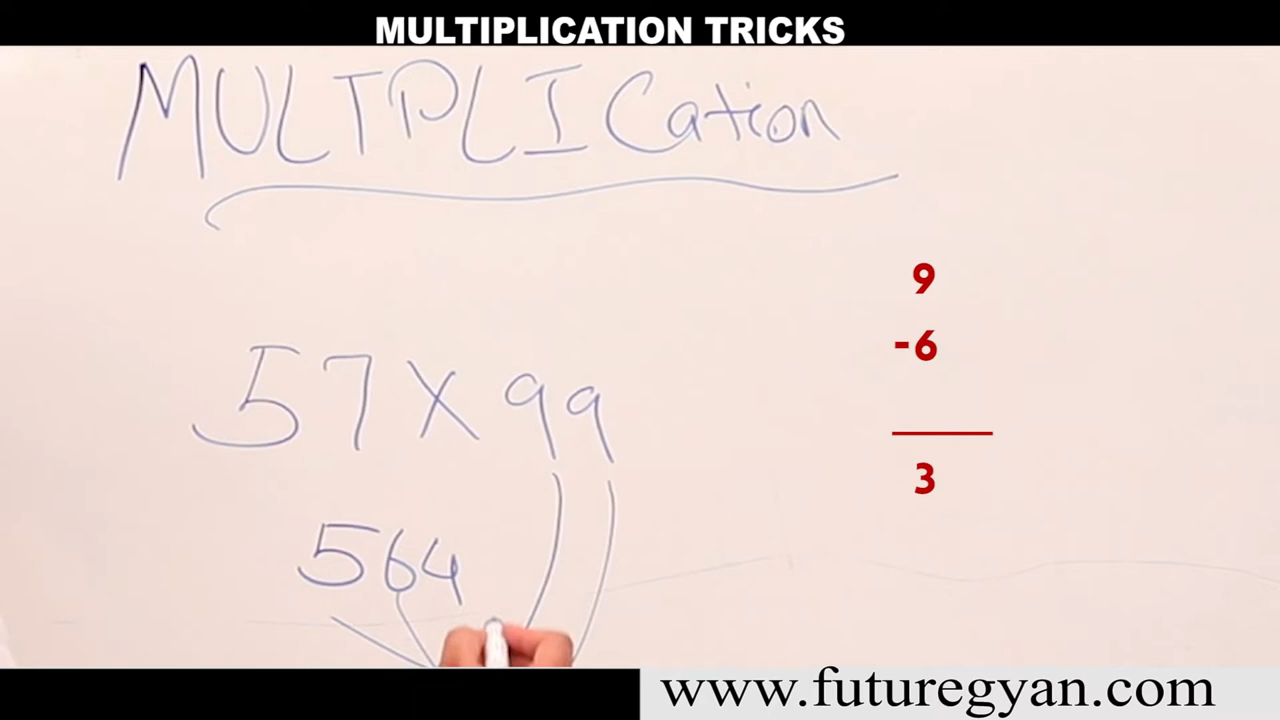 MULTIPLICATION TRICKS
MULTPLICation
9
-6
3
57 X 99
564
www.futuregyan.com